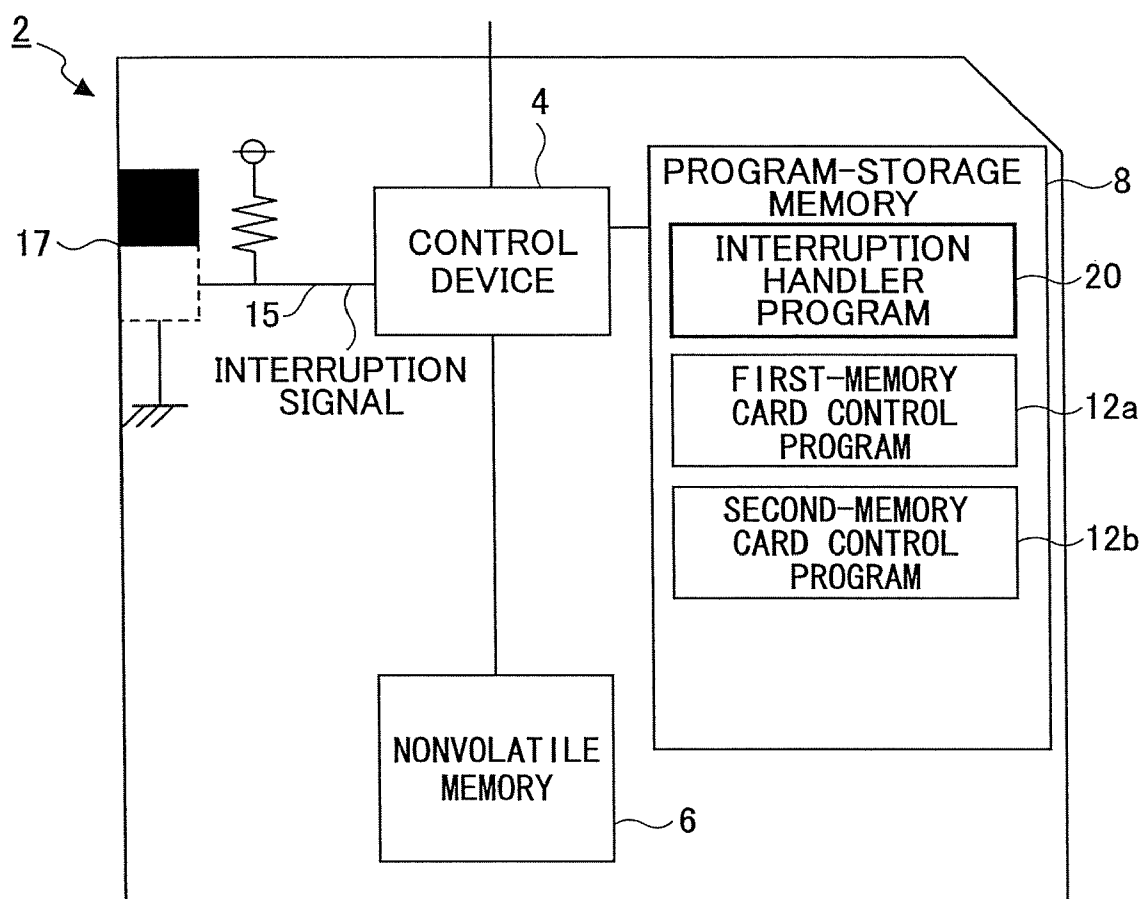 2
4
PROGRAM-STORAGE
MEMORY
8
17
CONTROL
DEVICE
INTERRUPTION
HANDLER
PROGRAM
20
15
INTERRUPTION
SIGNAL
FIRST-MEMORY
CARD CONTROL
PROGRAM
12a
SECOND-MEMORY
CARD CONTROL
PROGRAM
12b
NONVOLATILE
MEMORY
6